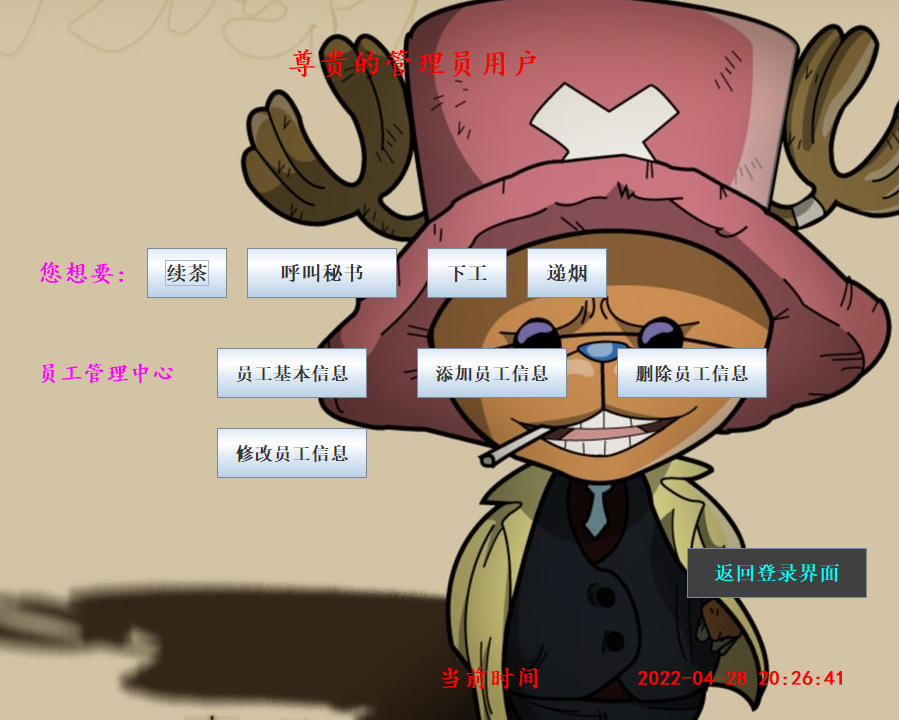 尊贵的管理员用户
您想要: 续茶 呼叫秘书 下工 递烟
员工管理中心 员工基本信息 添加员工信息 删除员工信息
修改员工信息
返回登录界面
当前时间 2022-04-28 20:26:41